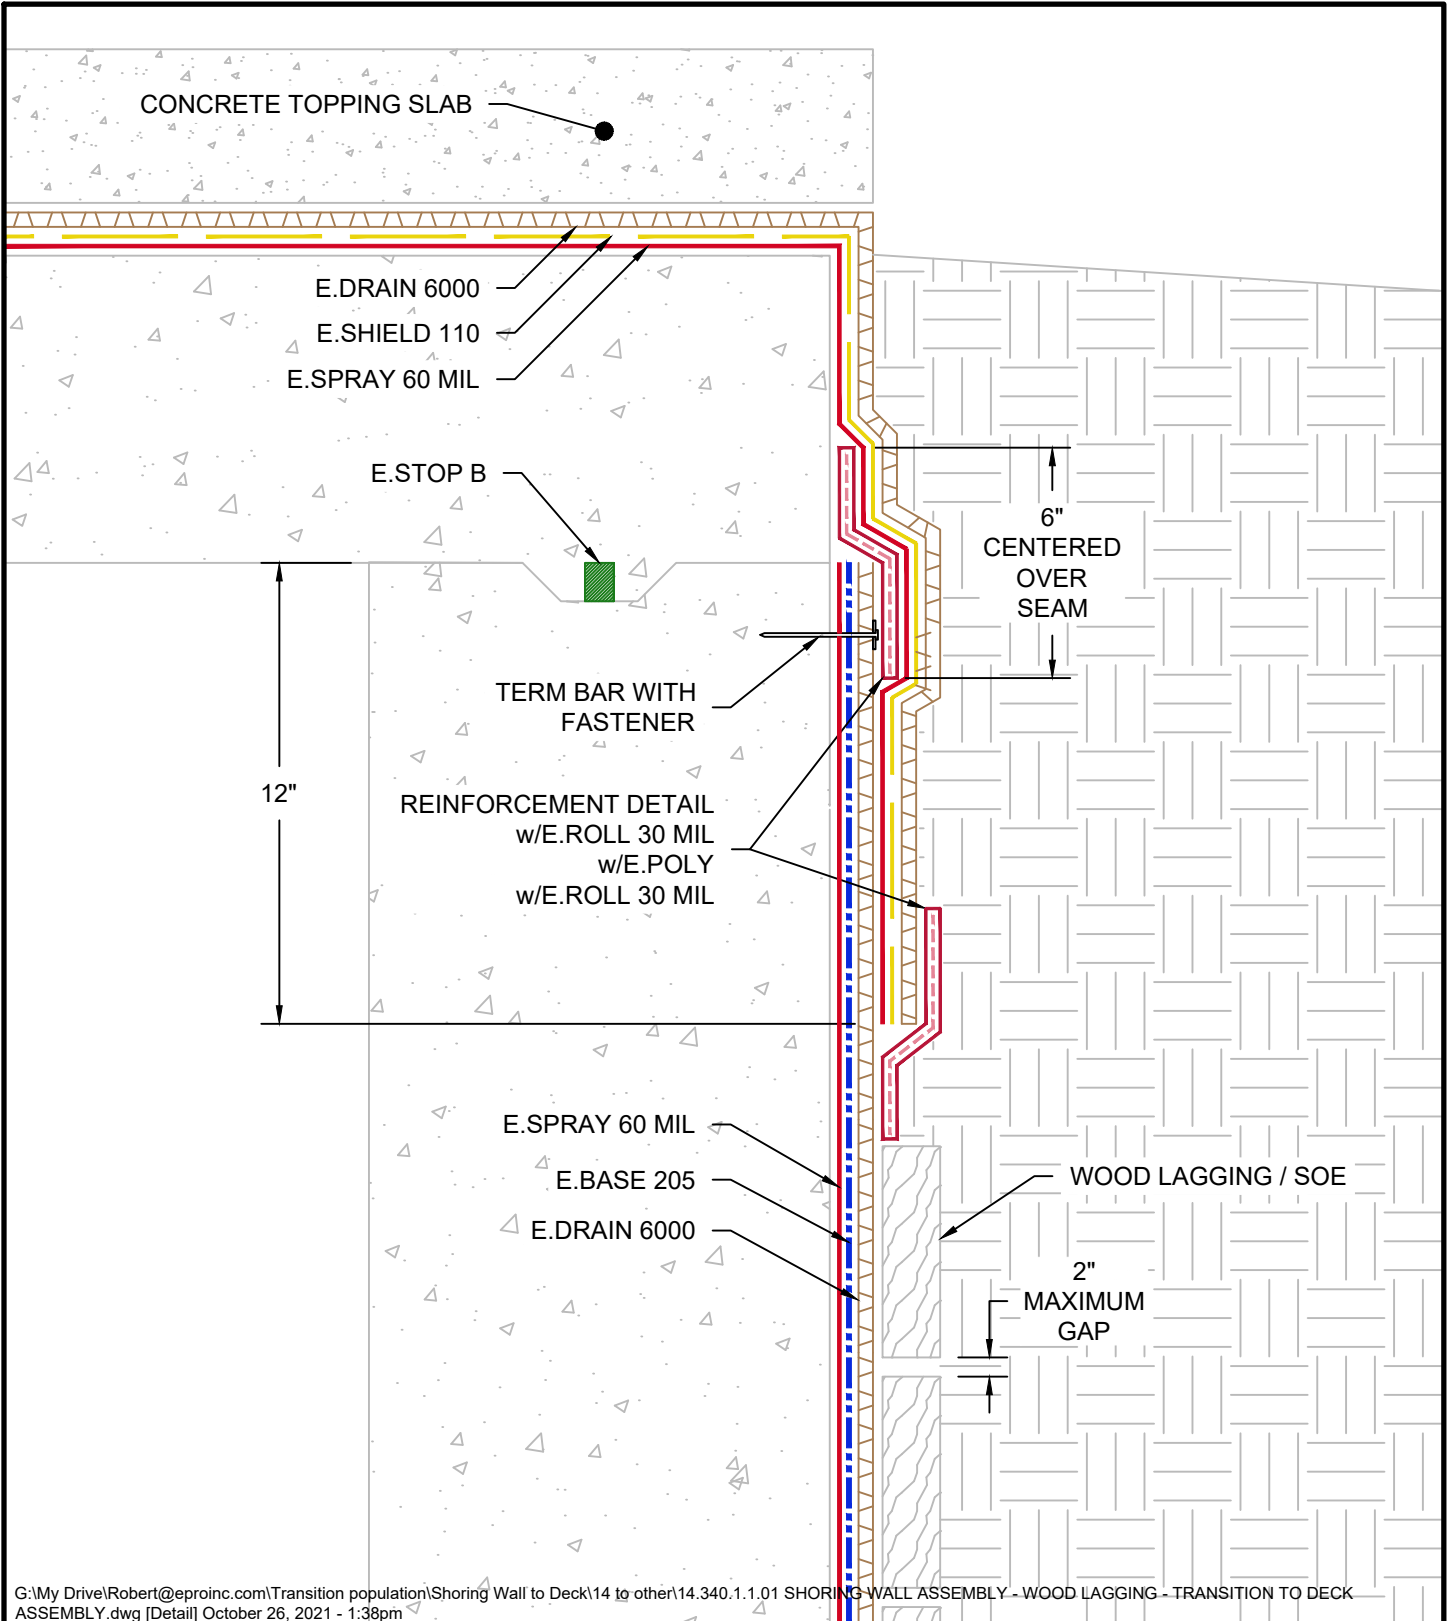 CONCRETE TOPPING SLAB
E.DRAIN 6000
E.SHIELD 110
E.SPRAY 60 MIL
E.STOP B
6"
CENTERED
OVER
SEAM
TERM BAR WITH
FASTENER
12"
REINFORCEMENT DETAIL
w/E.ROLL 30 MIL
w/E.POLY
w/E.ROLL 30 MIL
E.SPRAY 60 MIL
E.BASE 205
E.DRAIN 6000
WOOD LAGGING / SOE
2"
MAXIMUM
GAP
G:\My Drive\Robert@eproinc.com\Transition population\Shoring Wall to Deck\14 to other\14.340.1.1.01 SHORING WALL ASSEMBLY - WOOD LAGGING - TRANSITION TO DECK
ASSEMBLY.dwg [Detail] October 26, 2021 - 1:38pm